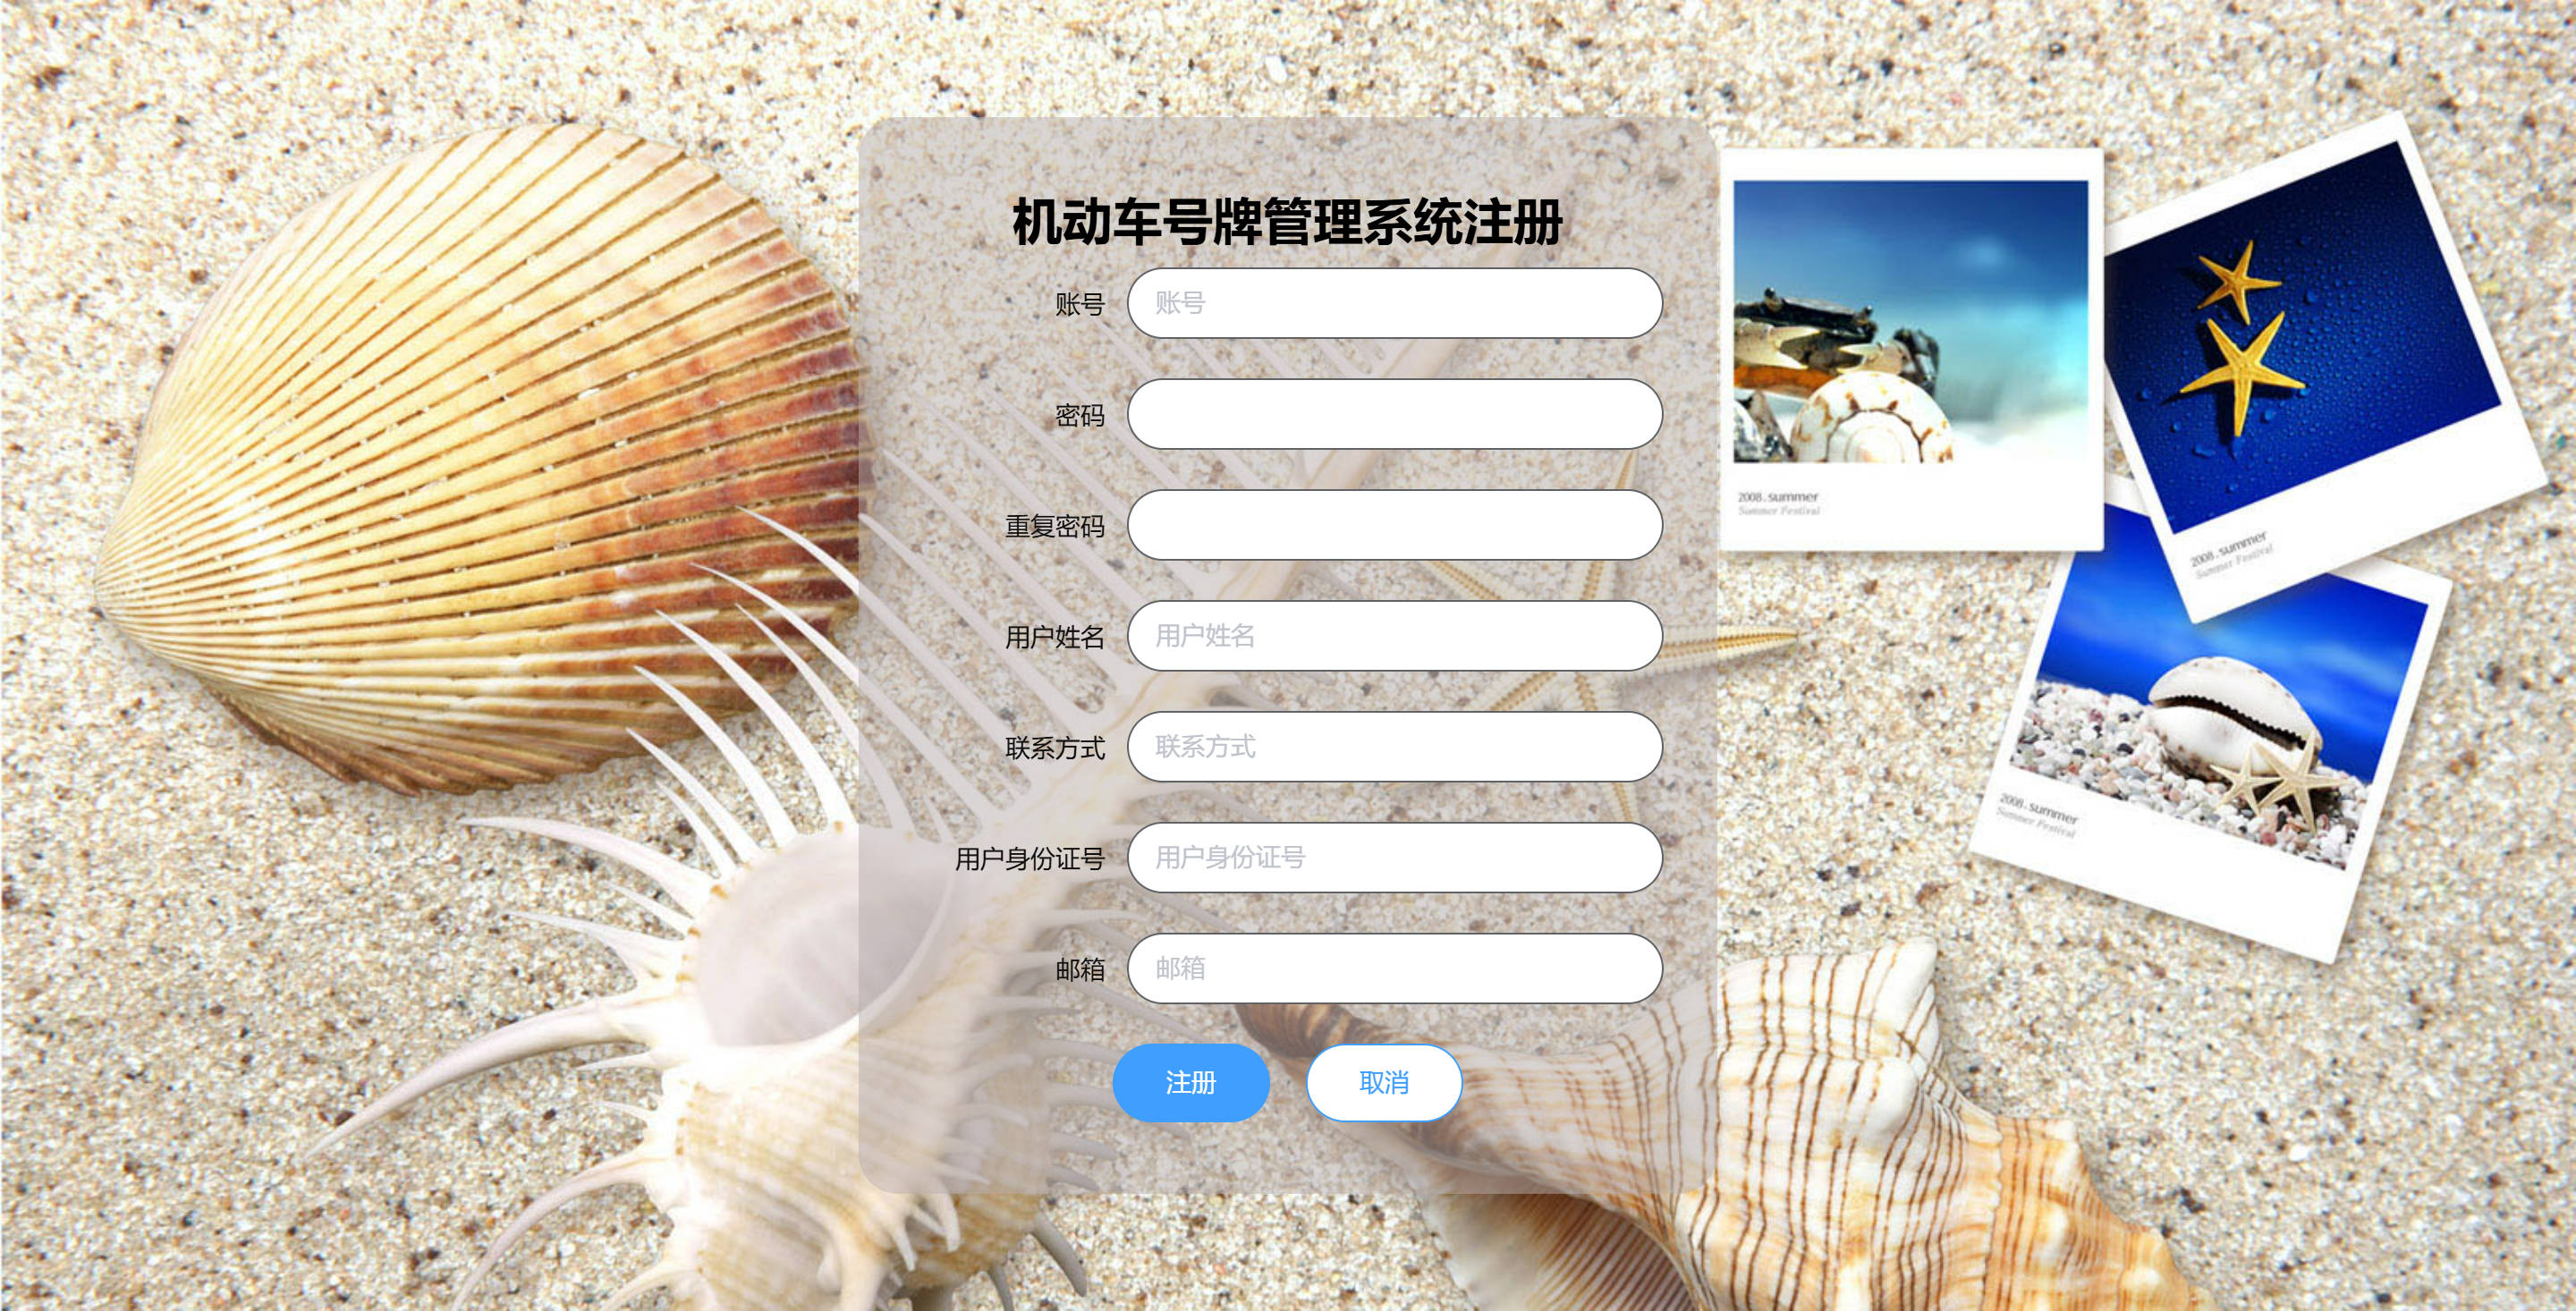 机动车号牌管理系统注册
账号
账号
密码
重复密码
用户姓名
用户姓名
联系方式
联系方式
用户身份证号
用户身份证号
邮箱
邮箱
注册
取消
2008.summer
Summer Festival
2008.summer
Summer Festival
2008.summer
Summer Festival